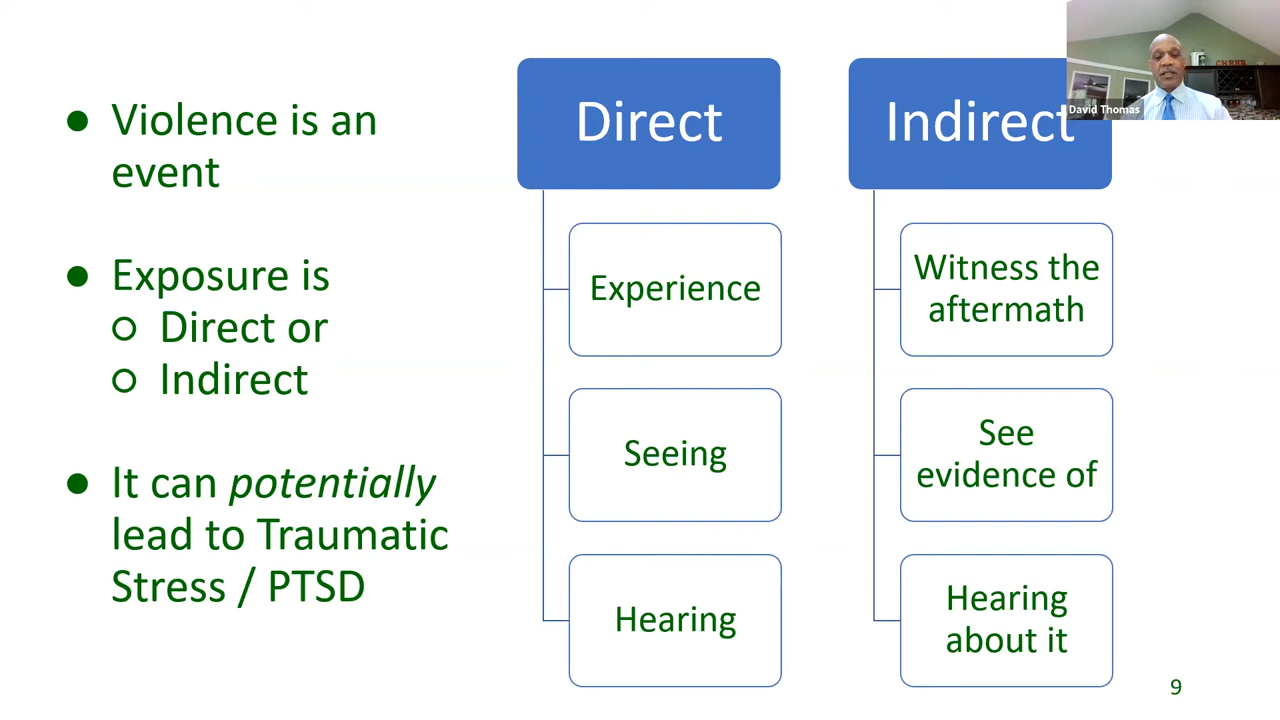 ● Violence is an
event
● Exposure is
○ Direct or
○ Indirect
● It can potentially
lead to Traumatic
Stress / PTSD
Direct
Experience
Seeing
Hearing
Indirect
Witness the
aftermath
See
evidence of
Hearing
about it
CHEER
David Thomas
9